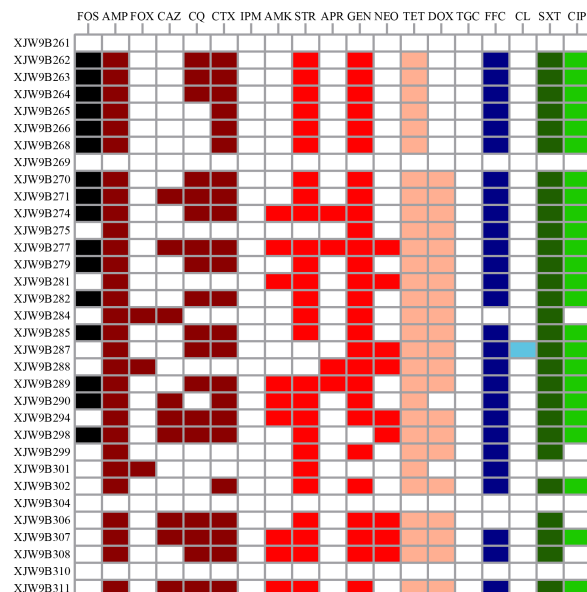 FOS AMP FOX CAZ CQ CTX IPM AMK STR APR GEN NEO TET DOX TGC FFC CL SXT CIP
XJW9B261
XJW9B262
XJW9B263
XJW9B264
XJW9B265
XJW9B266
XJW9B268
XJW9B269
XJW9B270
XJW9B271
XJW9B274
XJW9B275
XJW9B277
XJW9B279
XJW9B281
XJW9B282
XJW9B284
XJW9B285
XJW9B287
XJW9B288
XJW9B289
XJW9B290
XJW9B294
XJW9B298
XJW9B299
XJW9B301
XJW9B302
XJW9B304
XJW9B306
XJW9B307
XJW9B308
XJW9B310
XJW9B311